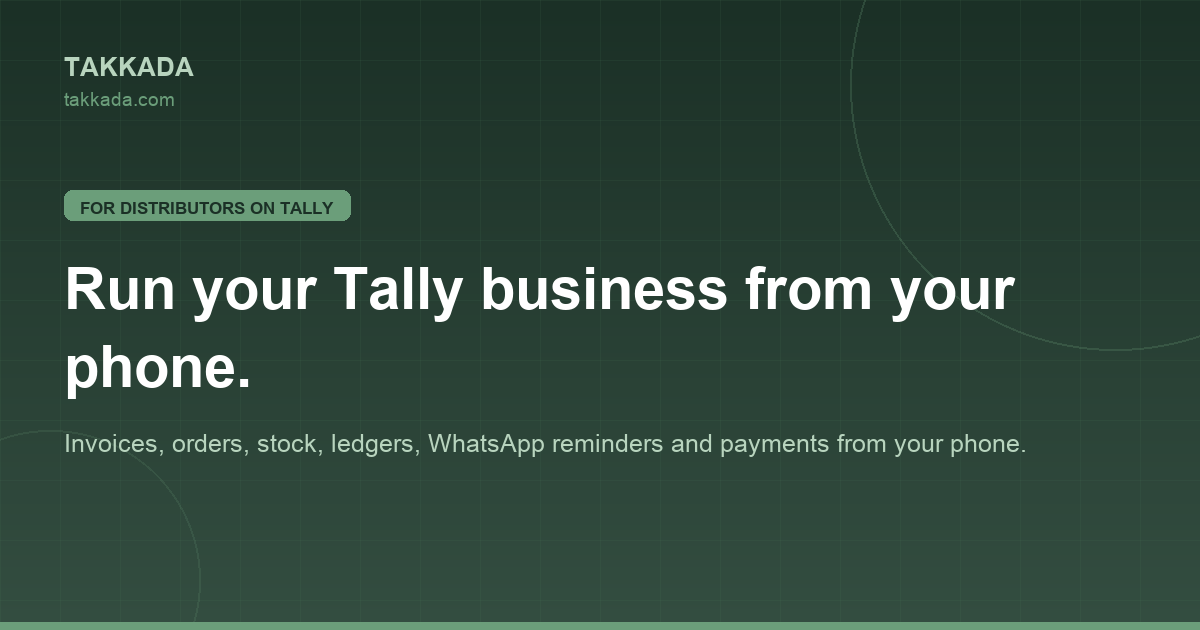 TAKKADA
takkada.com
FOR DISTRIBUTORS ON TALLY
Run your Tally business from your
phone.
Invoices, orders, stock, ledgers, WhatsApp reminders and payments from your phone.